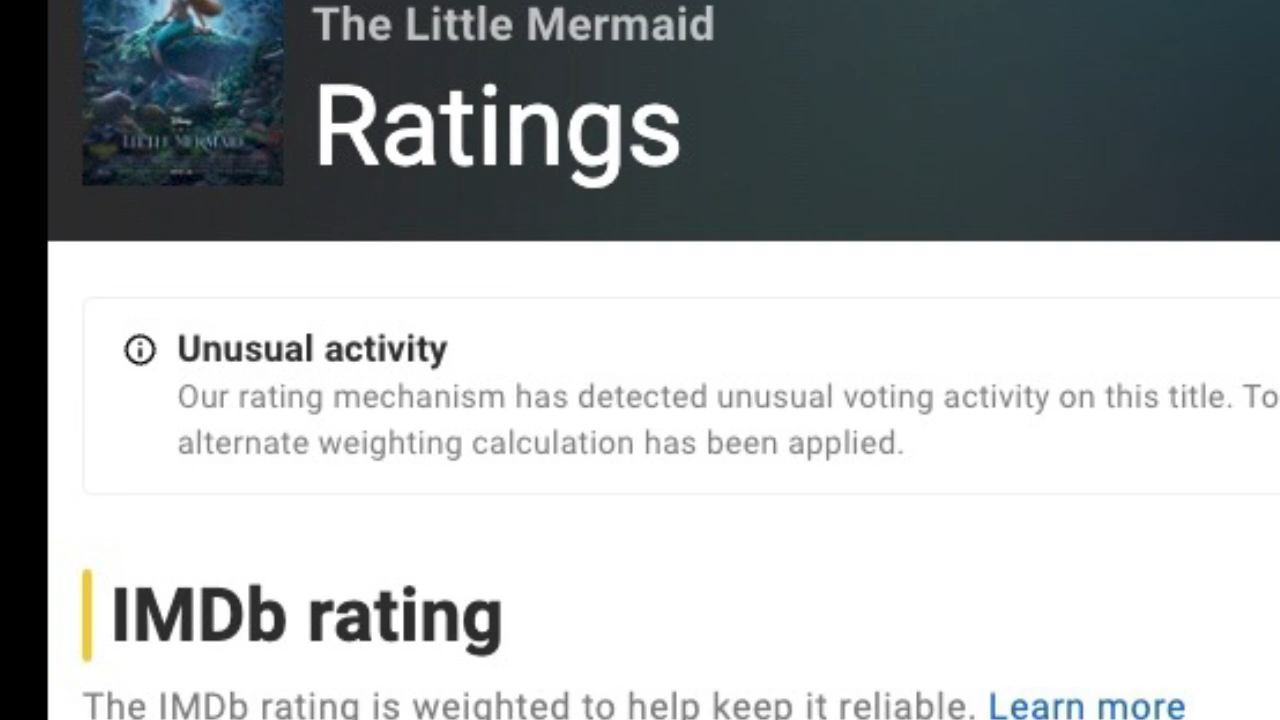 The Little Mermaid
Ratings
LITTLE MERMAID
Unusual activity
Our rating mechanism has detected unusual voting activity on this title. To
alternate weighting calculation has been applied.
IMDb rating
The IMDb rating is weighted to help keep it reliable. Learn more